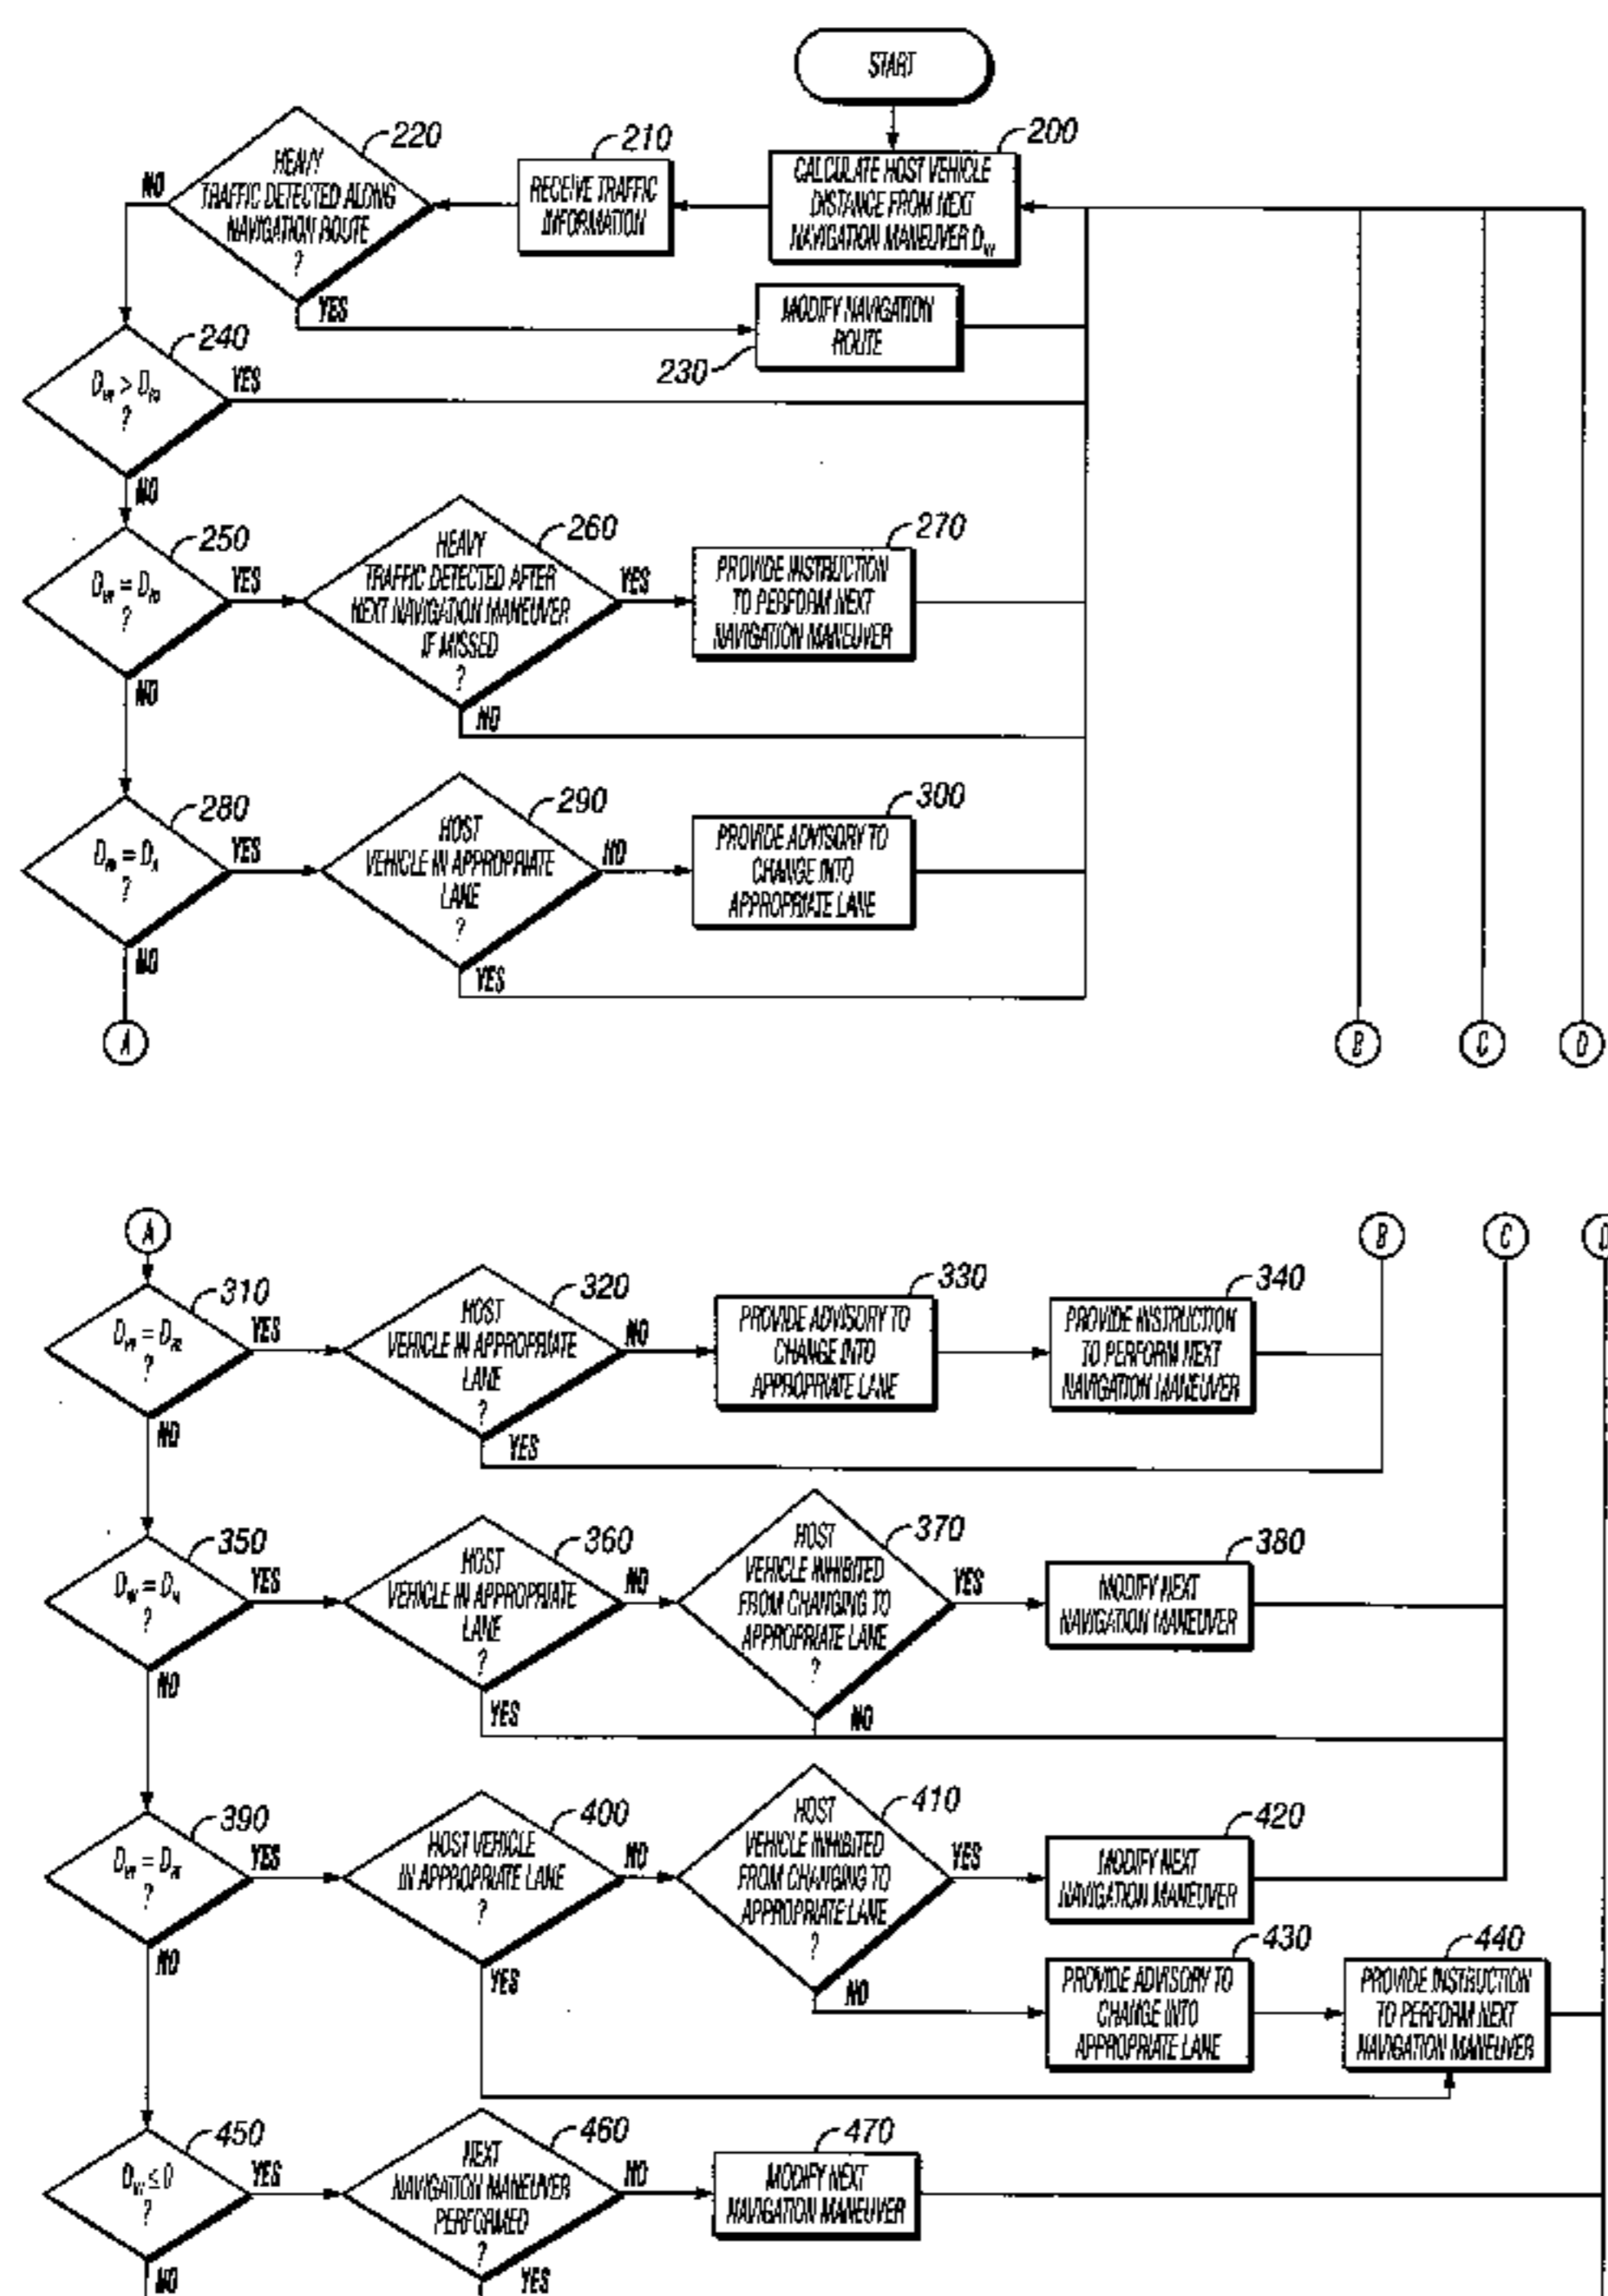 START
200
CALCULATE HOST VEHICLE
DISTANCE FROM NEXT
NAVIGATION MANEUVER
210
RECEIVE TRAFFIC
INFORMATION
220
HEAVY
TRAFFIC DETECTED ALONG
NAVIGATION ROUTE
?
NO
YES
MODIFY NAVIGATION
ROUTE
230
240
?
YES
NO
250
?
YES
NO
260
HEAVY
TRAFFIC DETECTED AFTER
NEXT NAVIGATION MANEUVER
IF MISSED
?
YES
NO
270
PROVIDE INSTRUCTION
TO PERFORM NEXT
NAVIGATION MANEUVER
280
?
YES
NO
290
HOST
VEHICLE IN APPROPRIATE
LANE
?
NO
YES
300
PROVIDE ADVISORY TO
CHANGE INTO
APPROPRIATE LANE
A
B
C
D
A
B
C
310
?
YES
NO
320
HOST
VEHICLE IN APPROPRIATE
LANE
?
NO
YES
330
PROVIDE ADVISORY TO
CHANGE INTO
APPROPRIATE LANE
340
PROVIDE INSTRUCTION
TO PERFORM NEXT
NAVIGATION MANEUVER
350
?
YES
NO
360
HOST
VEHICLE IN APPROPRIATE
LANE
?
NO
YES
370
HOST
VEHICLE INHIBITED
FROM CHANGING TO
APPROPRIATE LANE
?
YES
NO
380
MODIFY NEXT
NAVIGATION MANEUVER
390
?
YES
NO
400
HOST VEHICLE
IN APPROPRIATE LANE
?
NO
YES
410
HOST
VEHICLE INHIBITED
FROM CHANGING TO
APPROPRIATE LANE
?
YES
NO
420
MODIFY NEXT
NAVIGATION MANEUVER
430
PROVIDE ADVISORY TO
CHANGE INTO
APPROPRIATE LANE
440
PROVIDE INSTRUCTION
TO PERFORM NEXT
NAVIGATION MANEUVER
450
≤ 0
?
YES
NO
460
NEXT
NAVIGATION MANEUVER
PERFORMED
?
NO
YES
470
MODIFY NEXT
NAVIGATION MANEUVER